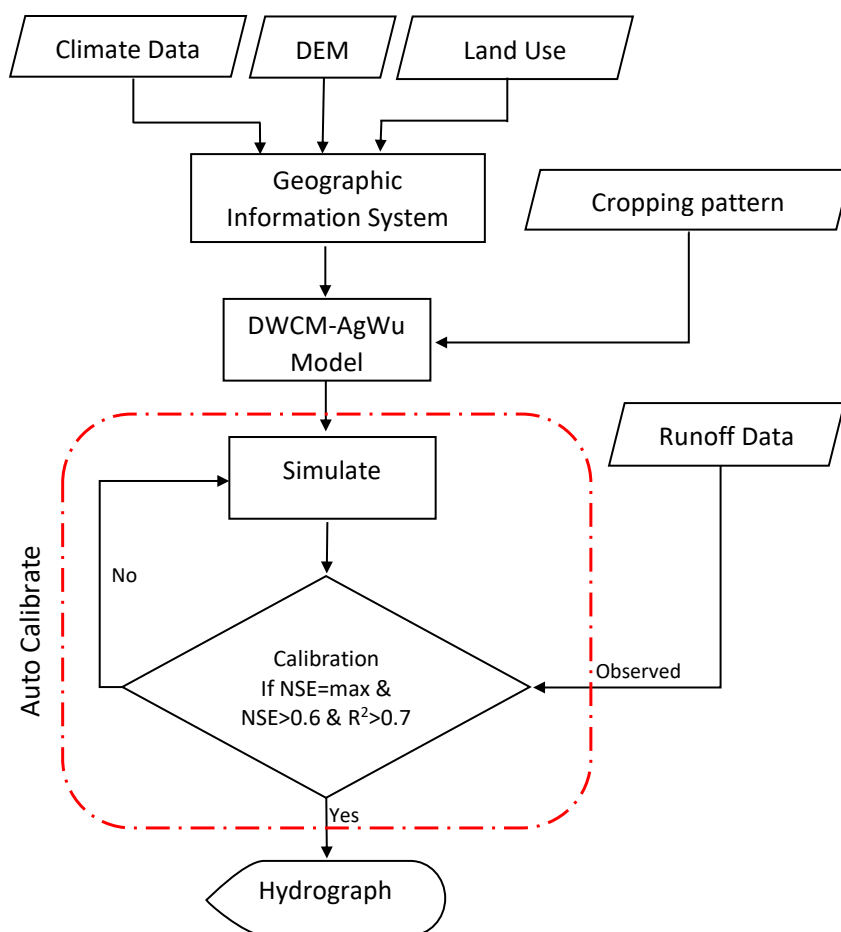 Climate Data
DEM
Land Use
Geographic
Information System
Cropping pattern
DWCM-AgWu
Model
Runoff Data
Simulate
No
Auto Calibrate
Calibration
If NSE=max &
NSE>0.6 & R²>0.7
Observed
Yes
Hydrograph